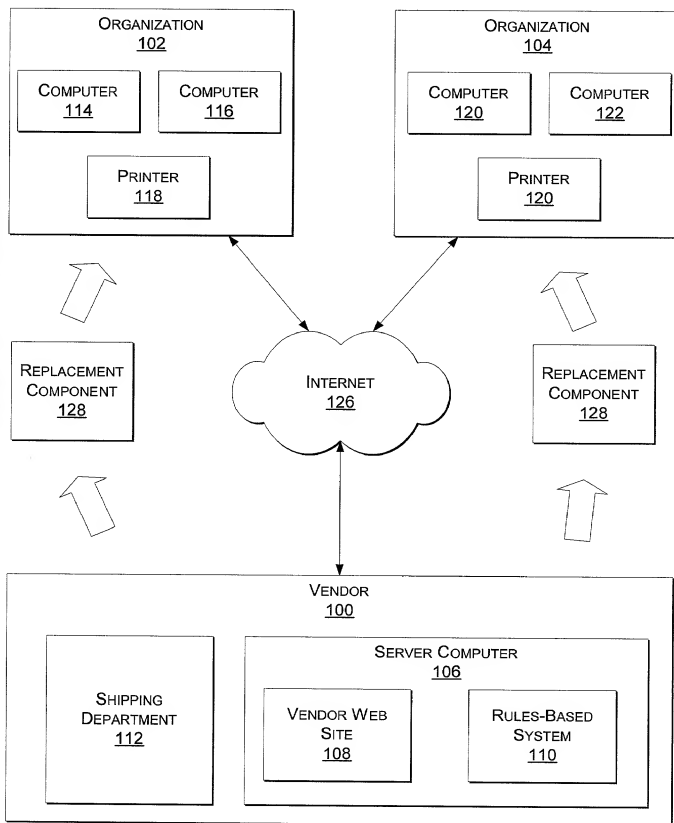 ORGANIZATION
102
COMPUTER
114
COMPUTER
116
PRINTER
118
ORGANIZATION
104
COMPUTER
120
COMPUTER
122
PRINTER
120
REPLACEMENT
COMPONENT
128
INTERNET
126
REPLACEMENT
COMPONENT
128
VENDOR
100
SHIPPING
DEPARTMENT
112
SERVER COMPUTER
106
VENDOR WEB
SITE
108
RULES-BASED
SYSTEM
110